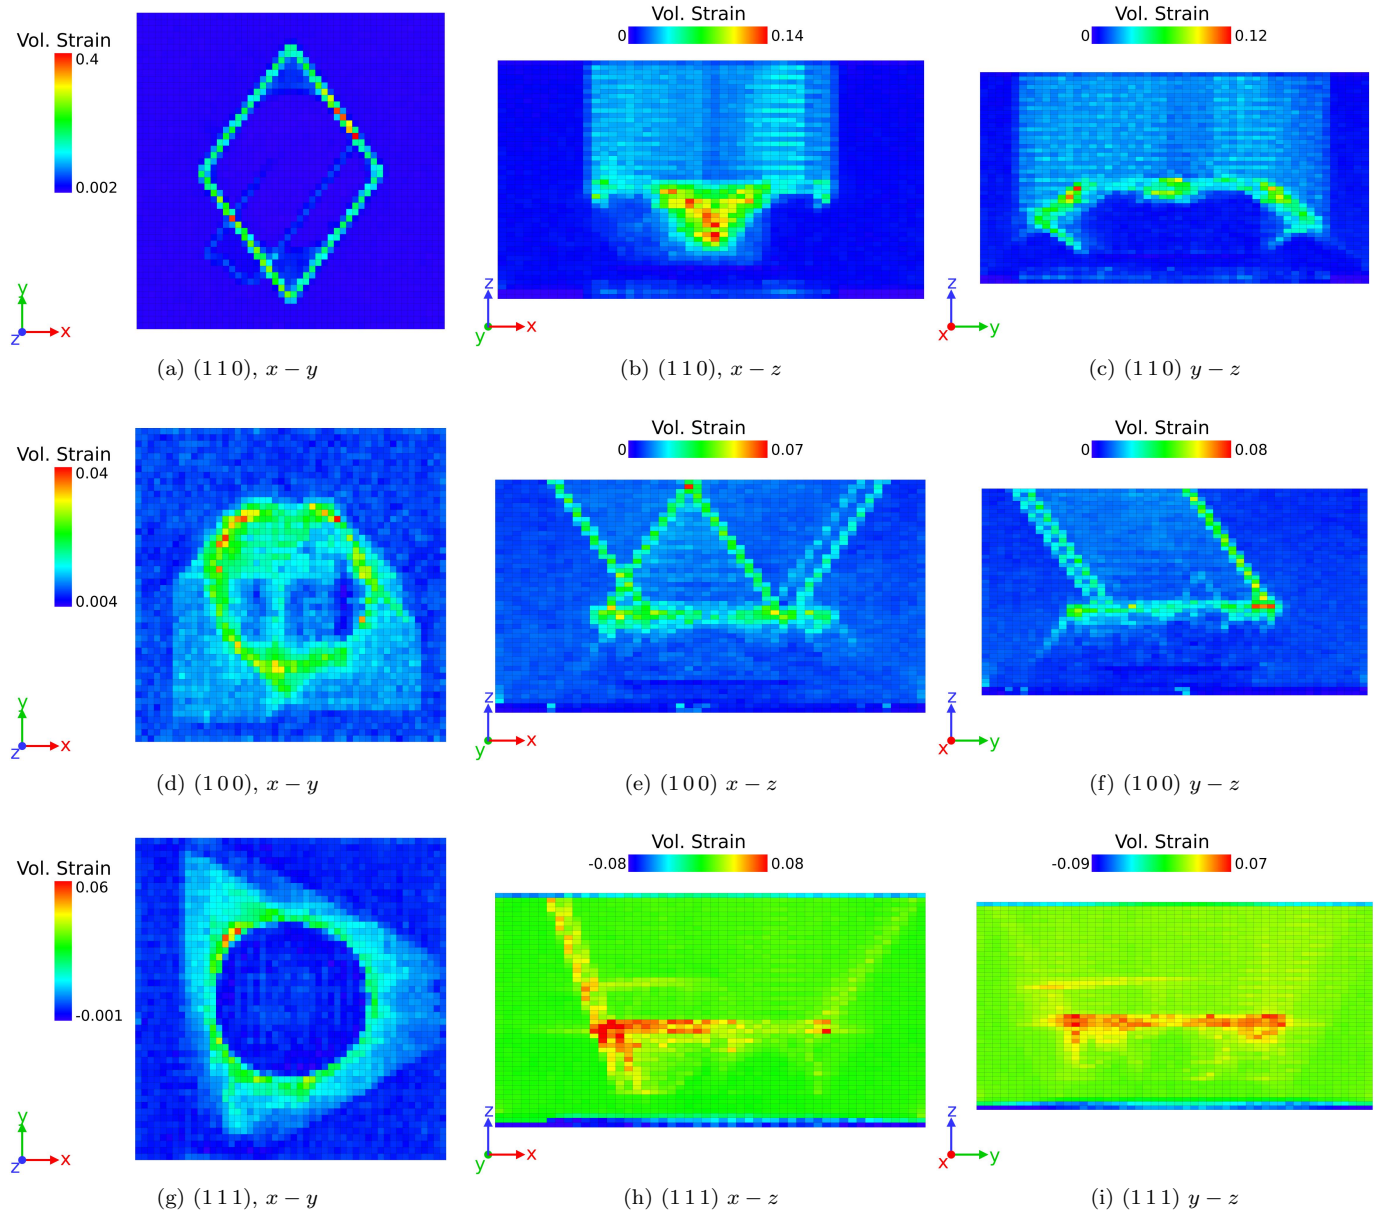 Vol. Strain
0.4
0.002
y
z
x
(a) (1 1 0), x − y
Vol. Strain
0
0.14
z
y
x
(b) (1 1 0), x − z
Vol. Strain
0
0.12
z
x
y
(c) (1 1 0) y − z
Vol. Strain
0.04
0.004
y
z
x
(d) (1 0 0), x − y
Vol. Strain
0
0.07
z
y
x
(e) (1 0 0) x − z
Vol. Strain
0
0.08
z
x
y
(f) (1 0 0) y − z
Vol. Strain
0.06
-0.001
y
z
x
(g) (1 1 1), x − y
Vol. Strain
-0.08
0.08
z
y
x
(h) (1 1 1) x − z
Vol. Strain
-0.09
0.07
z
x
y
(i) (1 1 1) y − z